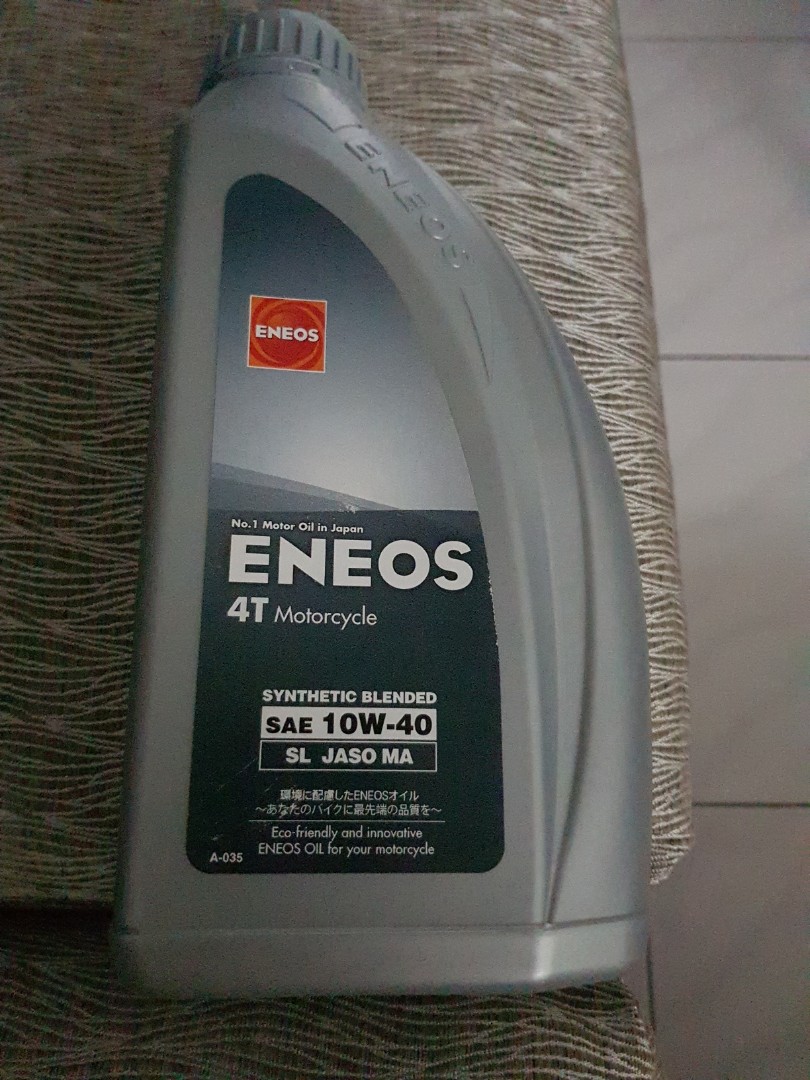 ENEOS
ENEOS
No.1 Motor Oil in Japan
ENEOS
4T Motorcycle
SYNTHETIC BLENDED
SAE 10W-40
SL JASO MA
環境に配慮したENEOSオイル
〜あなたのバイクに最先端の品質を〜
Eco-friendly and innovative
ENEOS OIL for your motorcycle
A-035